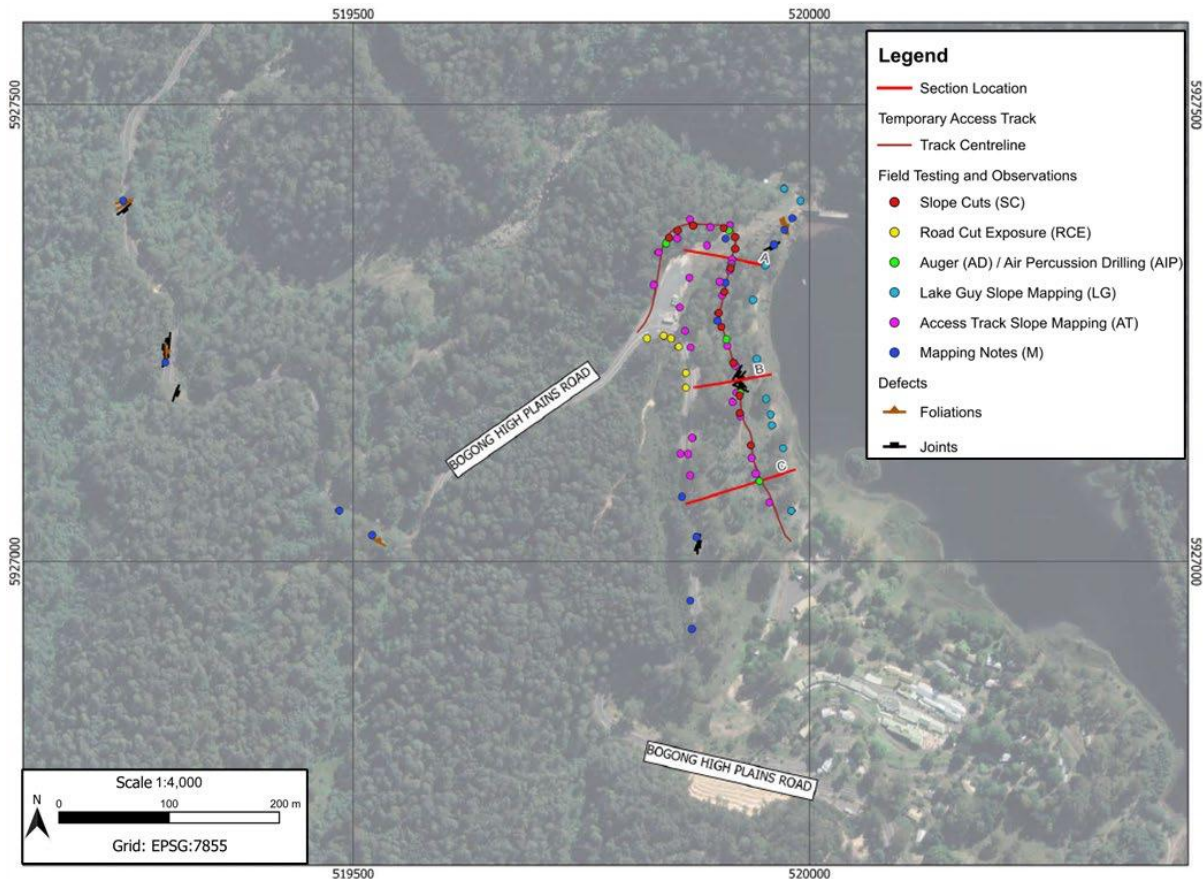 519500
520000
5927500
5927500
Legend
Section Location
Temporary Access Track
Track Centreline
Field Testing and Observations
Slope Cuts (SC)
Road Cut Exposure (RCE)
Auger (AD) / Air Percussion Drilling (AIP)
Lake Guy Slope Mapping (LG)
Access Track Slope Mapping (AT)
Mapping Notes (M)
Defects
Foliations
Joints
A
B
C
BOGONG HIGH PLAINS ROAD
5927000
5927000
BOGONG HIGH PLAINS ROAD
Scale 1:4,000
N
0 100 200 m
Grid: EPSG:7855
519500
520000